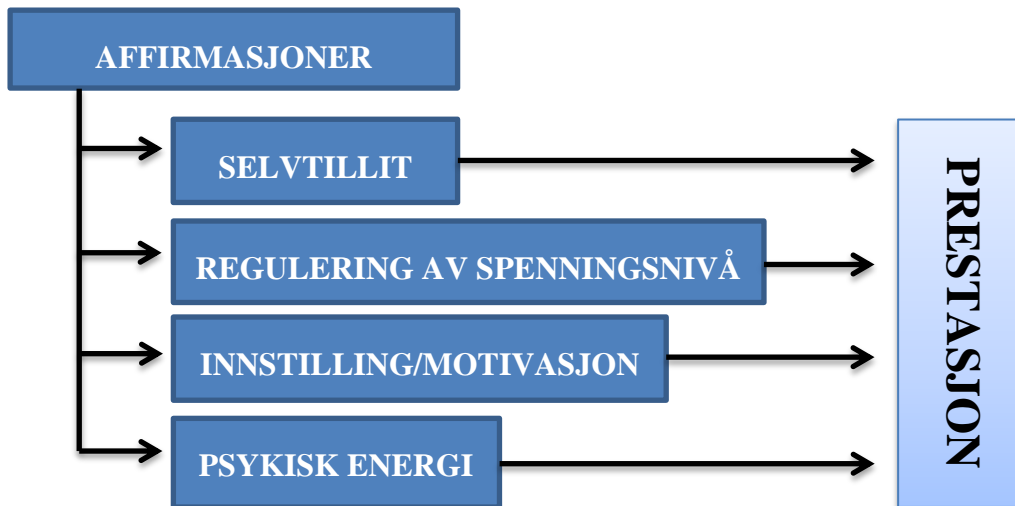 AFFIRMASJONER
SELVTILLIT
REGULERING AV SPENNINGSNIVÅ
INNSTILLING/MOTIVASJON
PSYKISK ENERGI
PRESTASJON